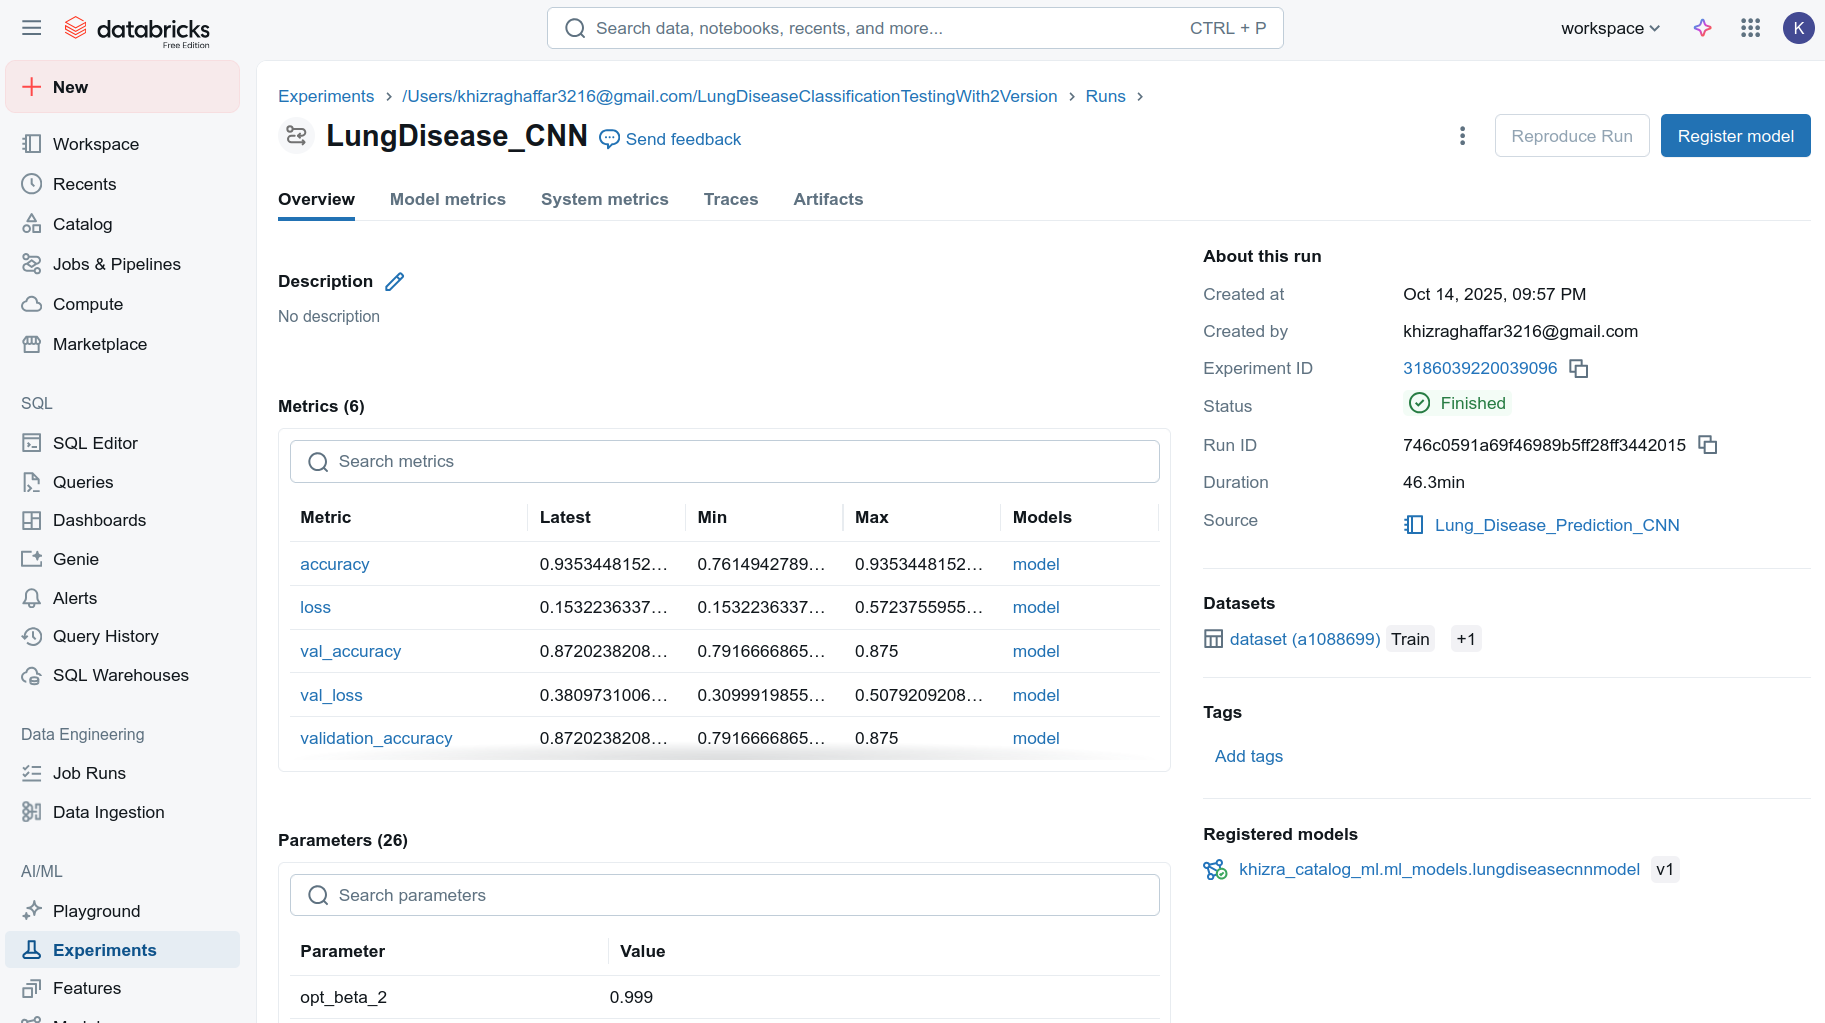 databricks
Free Edition
Search data, notebooks, recents, and more...
CTRL + P
workspace
K
New
Workspace
Recents
Catalog
Jobs & Pipelines
Compute
Marketplace
SQL
SQL Editor
Queries
Dashboards
Genie
Alerts
Query History
SQL Warehouses
Data Engineering
Job Runs
Data Ingestion
AI/ML
Playground
Experiments
Features
Experiments > /Users/khizraghaffar3216@gmail.com/LungDiseaseClassificationTestingWith2Version > Runs >
LungDisease_CNN Send feedback
Reproduce Run Register model
Overview Model metrics System metrics Traces Artifacts
Description
No description
Metrics (6)
Search metrics
Metric Latest Min Max Models
accuracy 0.9353448152... 0.7614942789... 0.9353448152... model
loss 0.1532236337... 0.1532236337... 0.5723755955... model
val_accuracy 0.8720238208... 0.7916666865... 0.875 model
val_loss 0.3809731006... 0.3099919855... 0.5079209208... model
validation_accuracy 0.8720238208... 0.7916666865... 0.875 model
Parameters (26)
Search parameters
Parameter Value
opt_beta_2 0.999
About this run
Created at Oct 14, 2025, 09:57 PM
Created by khizraghaffar3216@gmail.com
Experiment ID 3186039220039096
Status Finished
Run ID 746c0591a69f46989b5ff28ff3442015
Duration 46.3min
Source Lung_Disease_Prediction_CNN
Datasets
dataset (a1088699) Train +1
Tags
Add tags
Registered models
khizra_catalog_ml.ml_models.lungdiseasecnnmodel v1